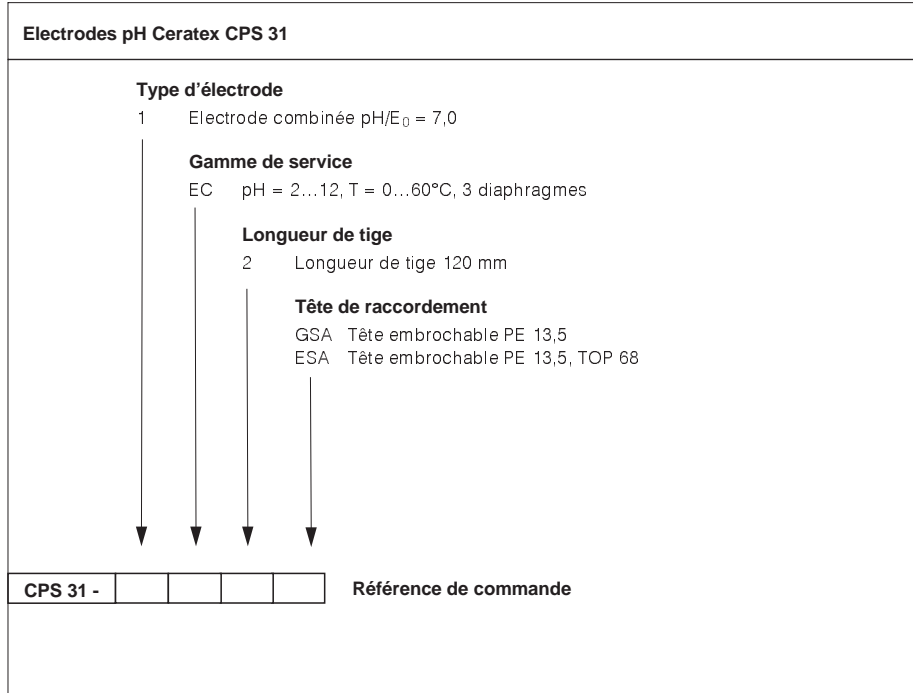 Electrodes pH Ceratex CPS 31
Type d'électrode
1 Electrode combinée pH/E₀ = 7,0
Gamme de service
EC pH = 2...12, T = 0...60°C, 3 diaphragmes
Longueur de tige
2 Longueur de tige 120 mm
Tête de raccordement
GSA Tête embrochable PE 13,5
ESA Tête embrochable PE 13,5, TOP 68
CPS 31 - Référence de commande